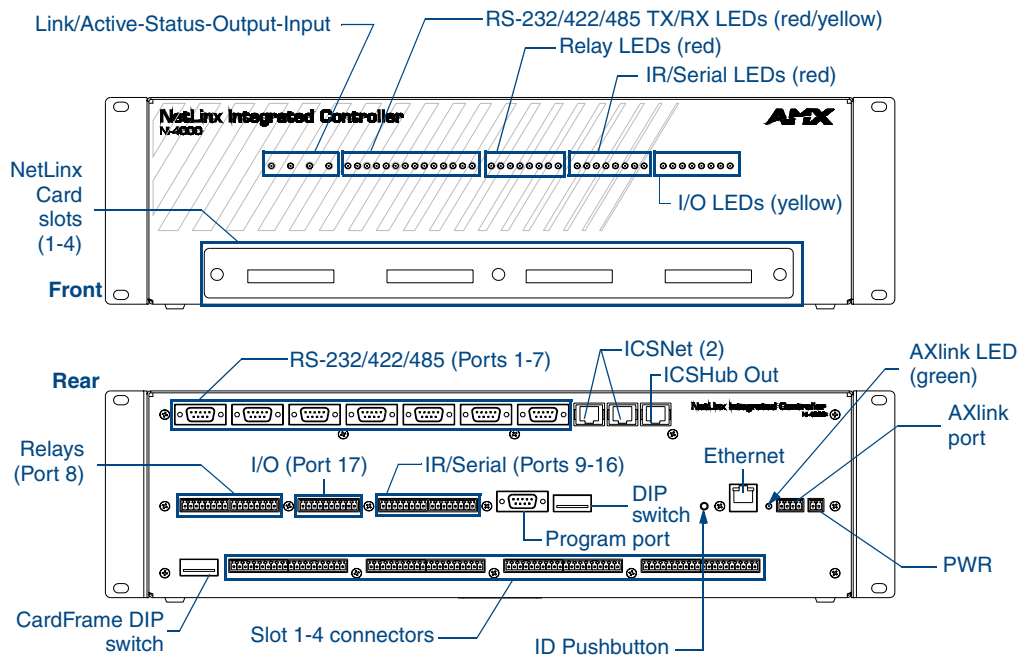 Link/Active-Status-Output-Input
RS-232/422/485 TX/RX LEDs (red/yellow)
Relay LEDs (red)
IR/Serial LEDs (red)
NetLinx Integrated Controller
NI-4000
AMX
NetLinx
Card
slots
(1-4)
I/O LEDs (yellow)
Front
Rear
RS-232/422/485 (Ports 1-7)
ICSNet (2)
ICSHub Out
AXlink LED
(green)
NetLinx Integrated Controller
NI-4000
AXlink
port
Relays
(Port 8)
I/O (Port 17)
IR/Serial (Ports 9-16)
Ethernet
DIP
switch
Program port
PWR
CardFrame DIP
switch
Slot 1-4 connectors
ID Pushbutton